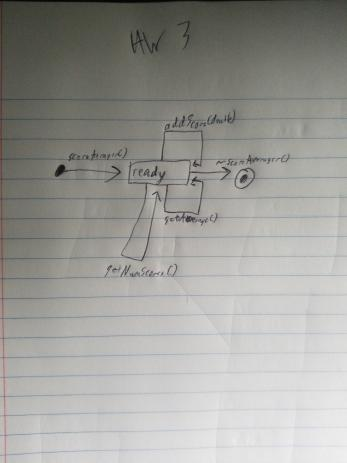 HW 3
addScore(double)
scoreAverager()
~scoreAverager()
ready
getAverage()
getNumScores()